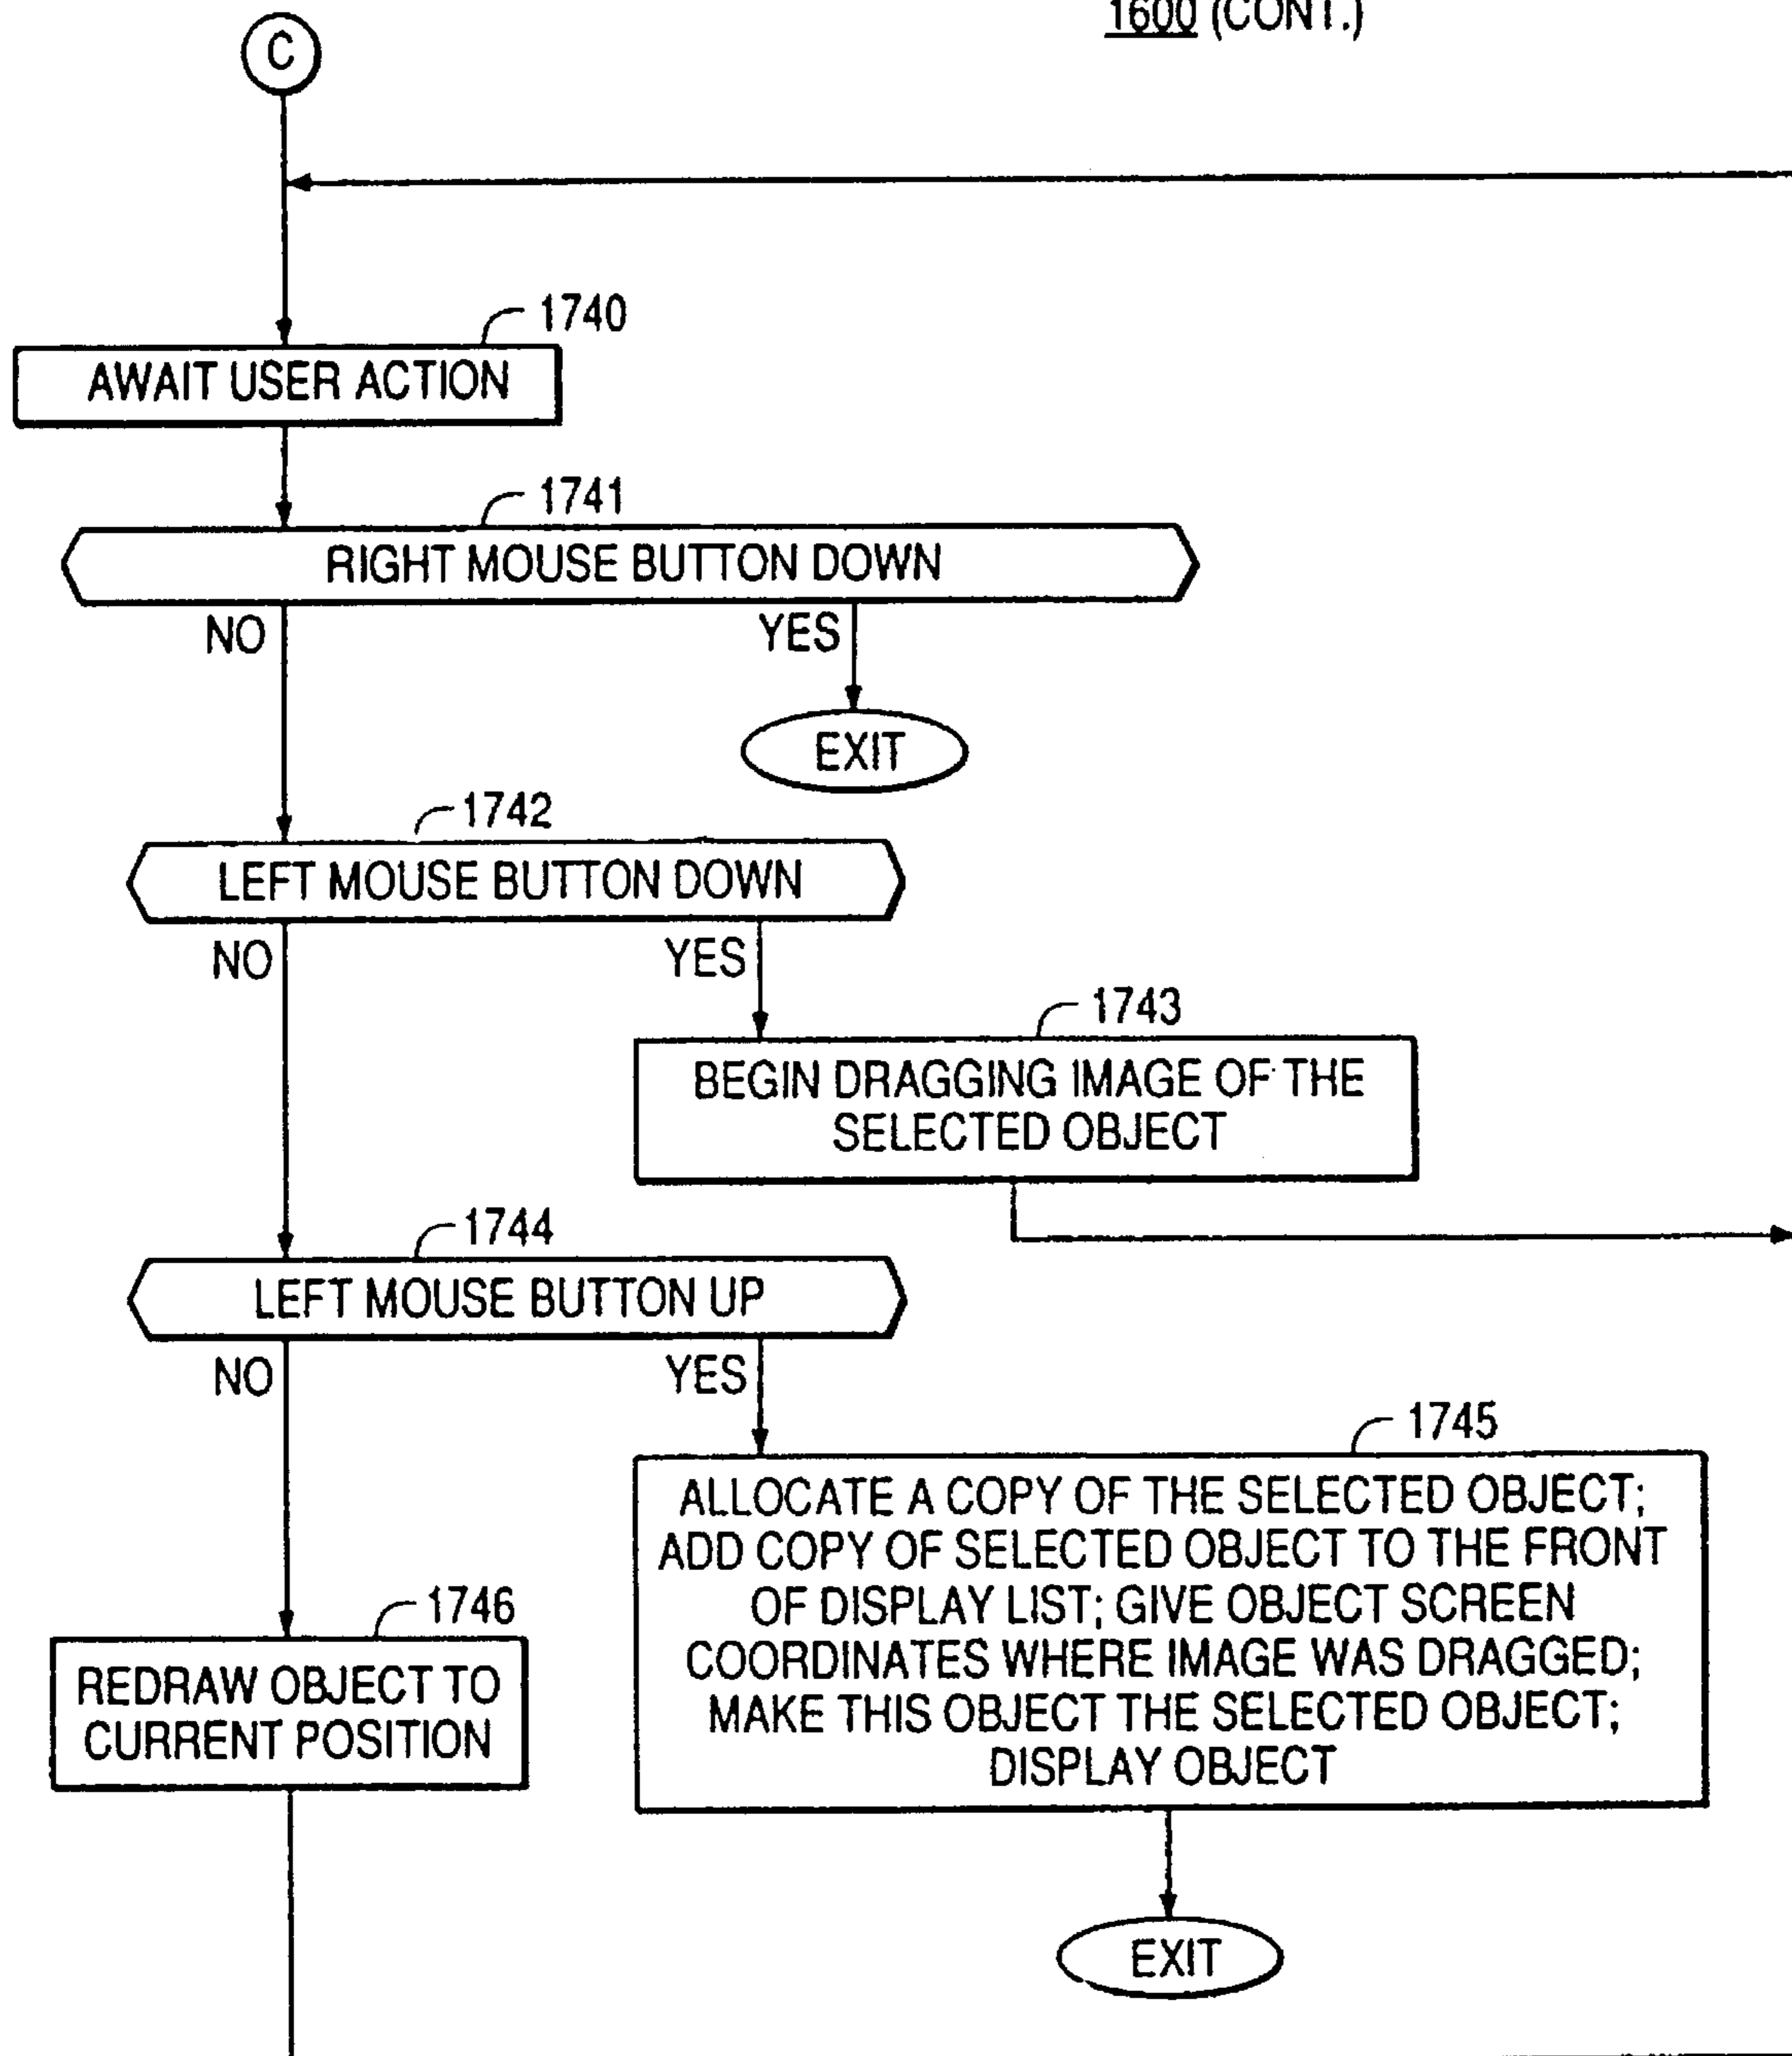 1600 (CONT.)
C
1740
AWAIT USER ACTION
1741
RIGHT MOUSE BUTTON DOWN
NO
YES
EXIT
1742
LEFT MOUSE BUTTON DOWN
NO
YES
1743
BEGIN DRAGGING IMAGE OF THE
SELECTED OBJECT
1744
LEFT MOUSE BUTTON UP
NO
YES
1745
ALLOCATE A COPY OF THE SELECTED OBJECT;
ADD COPY OF SELECTED OBJECT TO THE FRONT
OF DISPLAY LIST; GIVE OBJECT SCREEN
COORDINATES WHERE IMAGE WAS DRAGGED;
MAKE THIS OBJECT THE SELECTED OBJECT;
DISPLAY OBJECT
1746
REDRAW OBJECT TO
CURRENT POSITION
EXIT